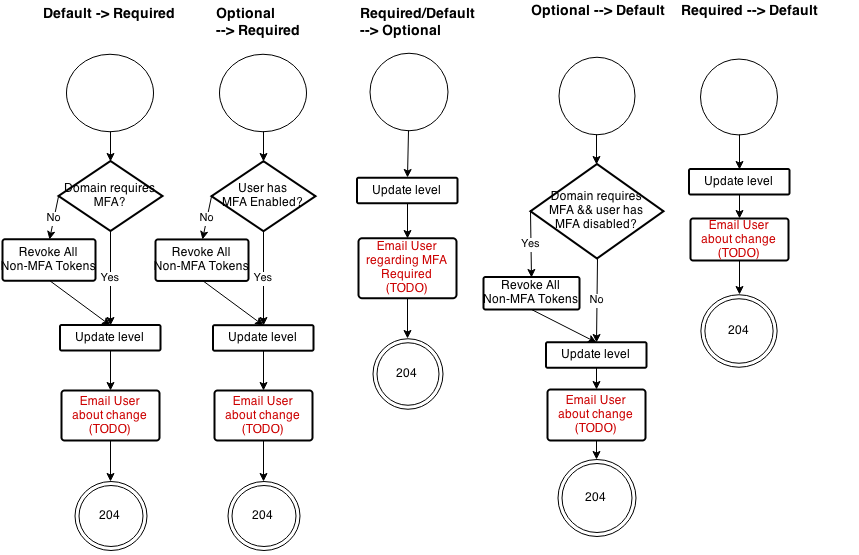 Default -> Required
Domain requires
MFA?
No
Revoke All
Non-MFA Tokens
Yes
Update level
Email User
about change
(TODO)
204
Optional
--> Required
User has
MFA Enabled?
No
Revoke All
Non-MFA Tokens
Yes
Update level
Email User
about change
(TODO)
204
Required/Default
--> Optional
Update level
Email User
regarding MFA
Required
(TODO)
204
Optional --> Default
Domain requires
MFA && user has
MFA disabled?
Yes
Revoke All
Non-MFA Tokens
No
Update level
Email User
about change
(TODO)
204
Required --> Default
Update level
Email User
about change
(TODO)
204